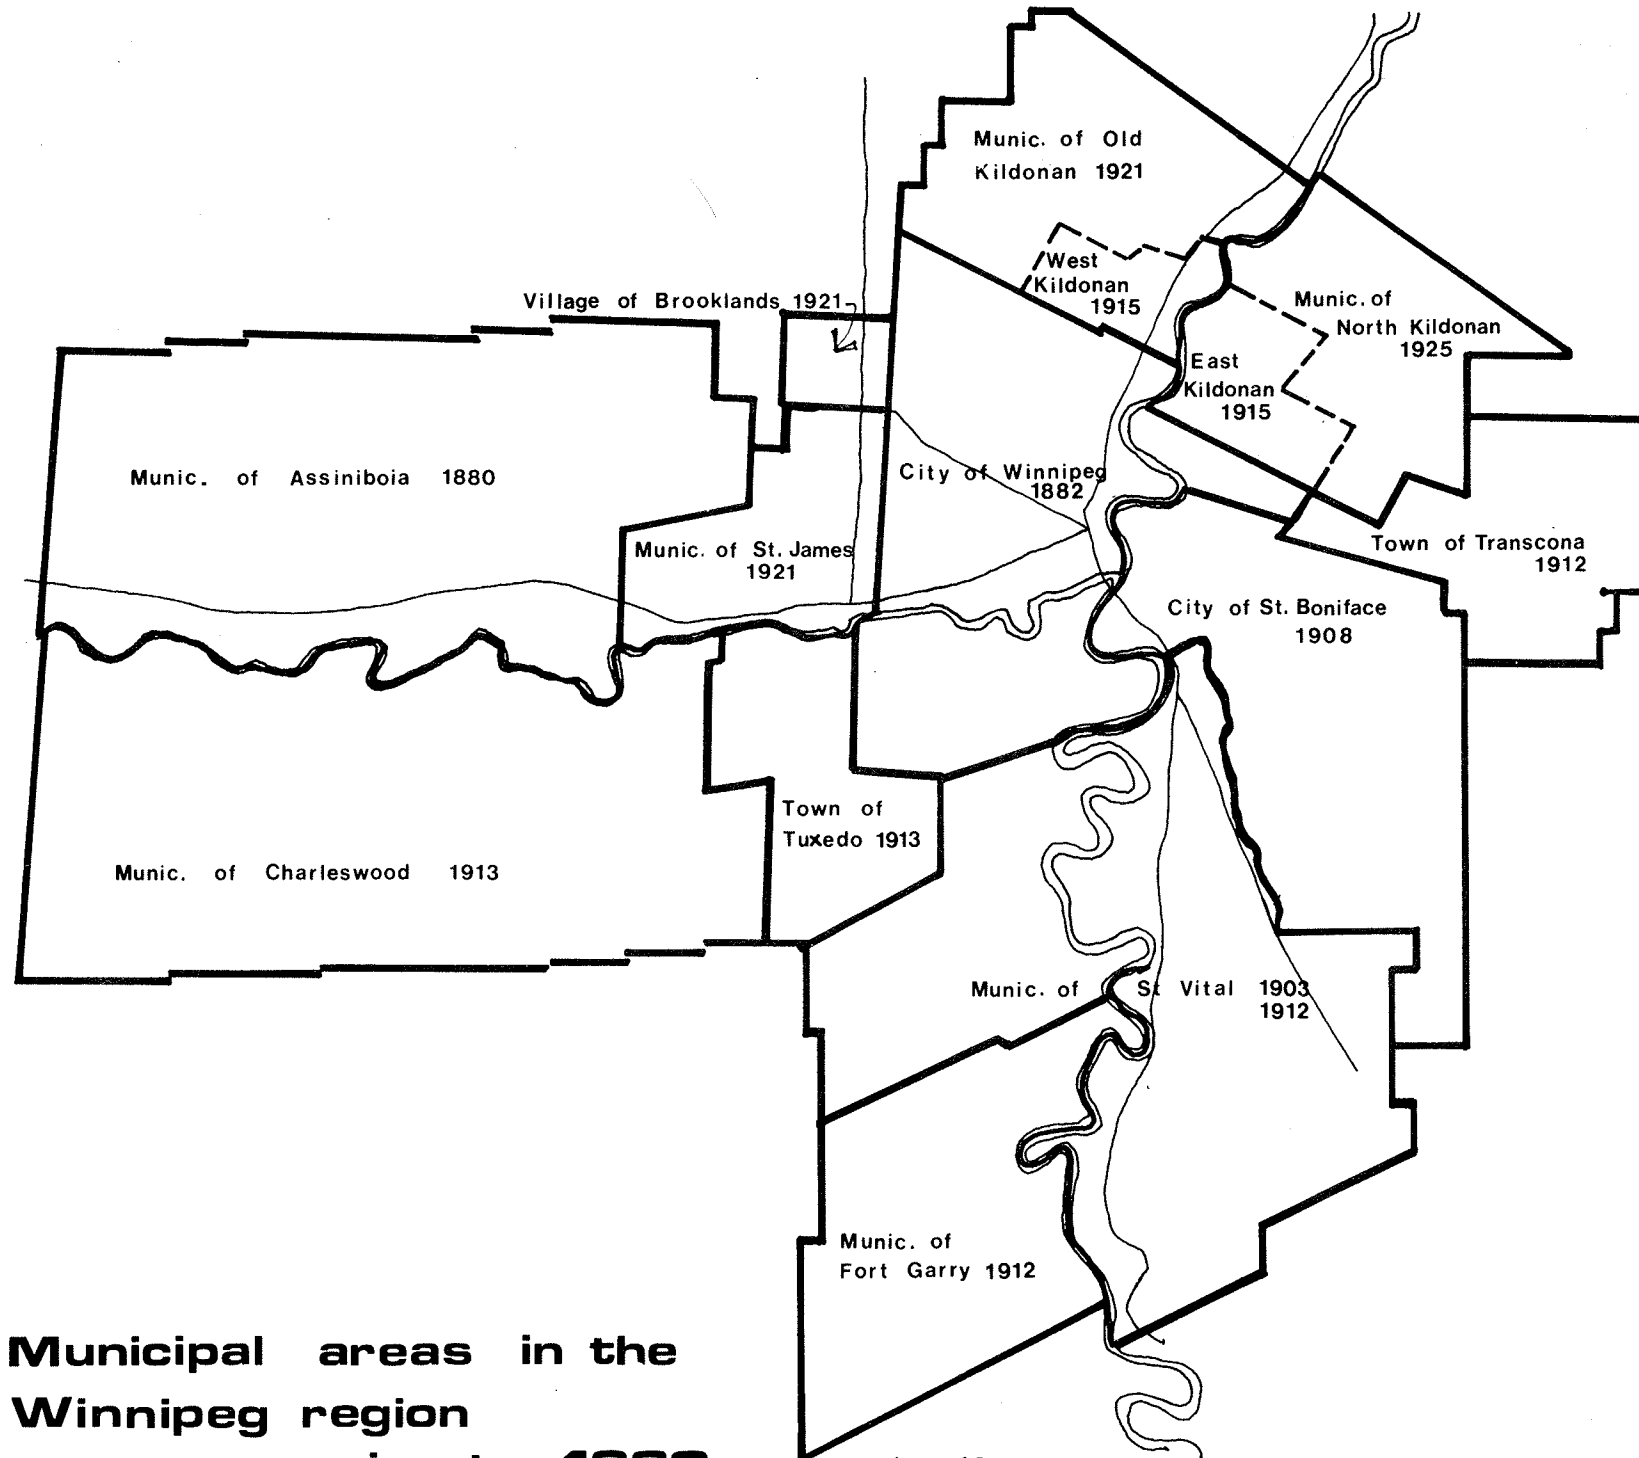 Munic. of Old
Kildonan 1921
West
Kildonan
1915
Munic. of
North Kildonan
1925
Village of Brooklands 1921
East
Kildonan
1915
Munic. of Assiniboia 1880
City of Winnipeg
1882
Munic. of St. James
1921
Town of Transcona
1912
City of St. Boniface
1908
Town of
Tuxedo 1913
Munic. of Charleswood 1913
Munic. of St Vital 1903
1912
Munic. of
Fort Garry 1912
Municipal areas in the
Winnipeg region